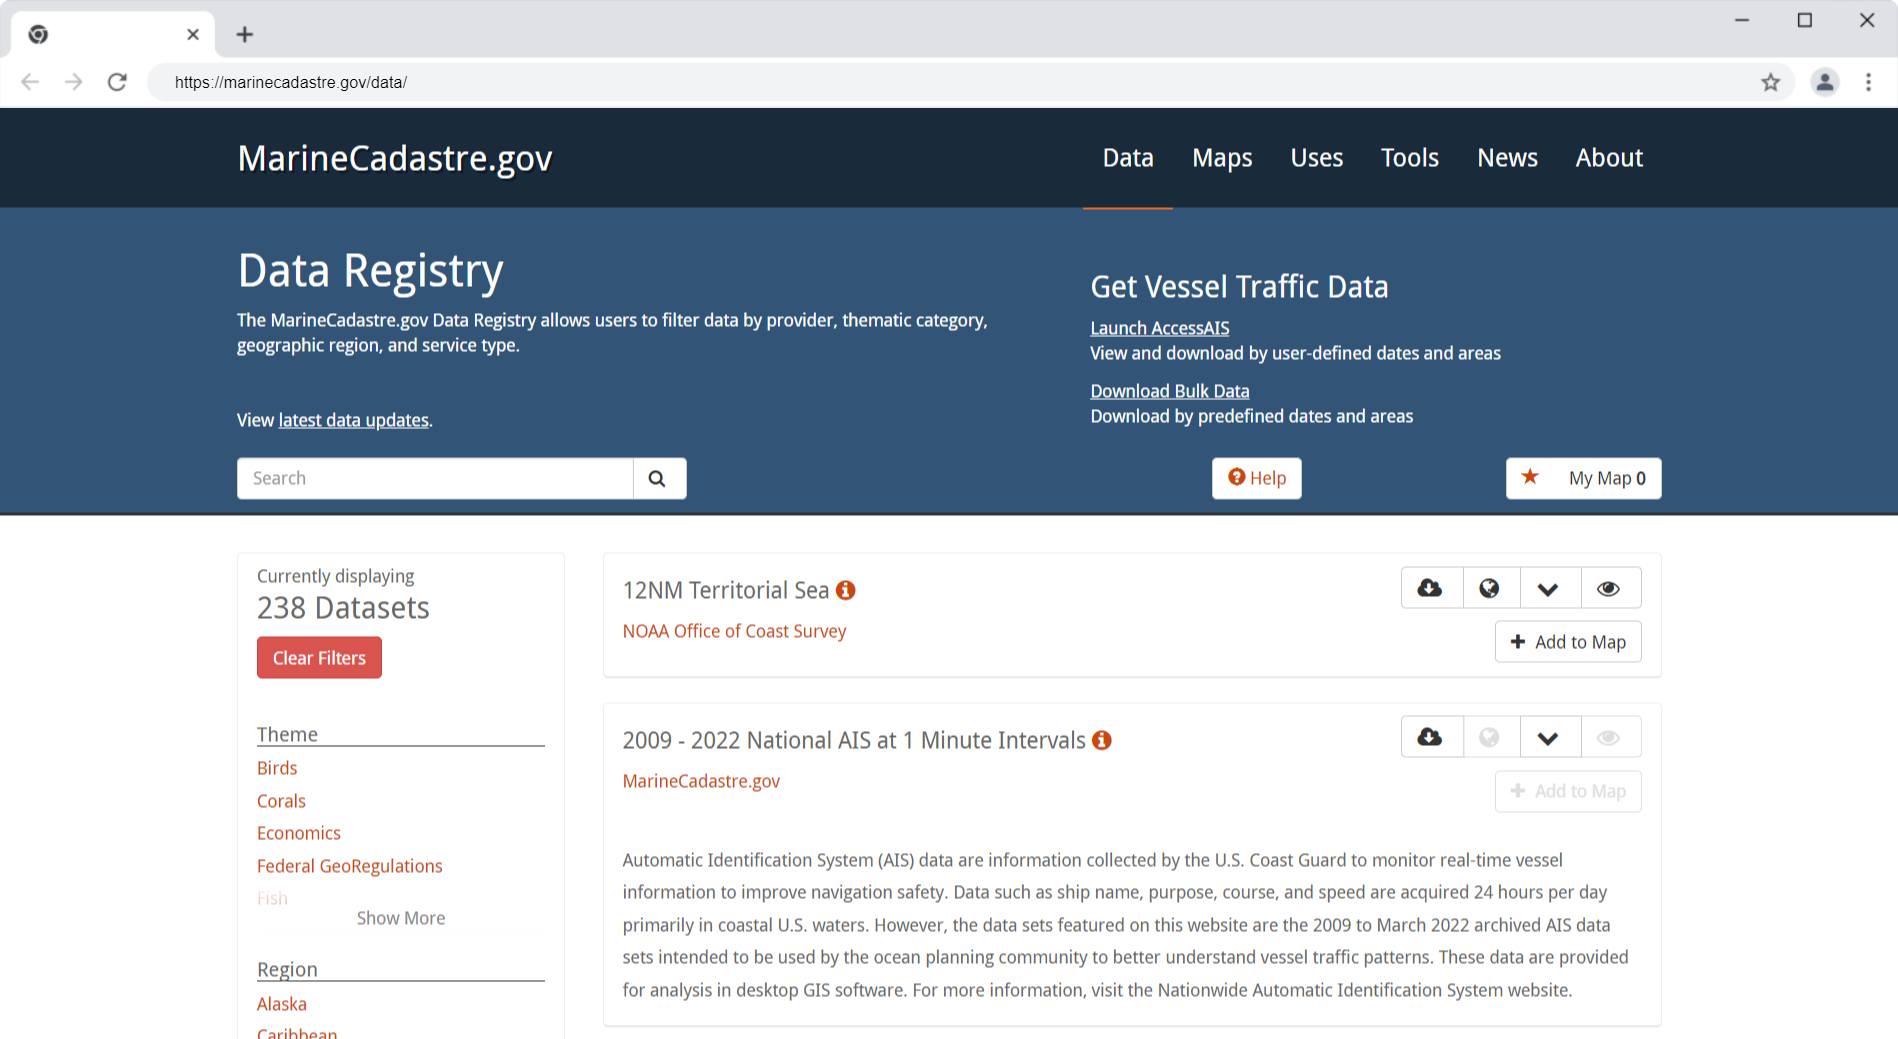 https://marinecadastre.gov/data/
MarineCadastre.gov
Data Maps Uses Tools News About
Data Registry
The MarineCadastre.gov Data Registry allows users to filter data by provider, thematic category,
geographic region, and service type.
View latest data updates.
Get Vessel Traffic Data
Launch AccessAIS
View and download by user-defined dates and areas
Download Bulk Data
Download by predefined dates and areas
Search
Help
My Map 0
Currently displaying
238 Datasets
Clear Filters
Theme
Birds
Corals
Economics
Federal GeoRegulations
Fish
Show More
Region
Alaska
Caribbean
12NM Territorial Sea
NOAA Office of Coast Survey
Add to Map
2009 - 2022 National AIS at 1 Minute Intervals
MarineCadastre.gov
Add to Map
Automatic Identification System (AIS) data are information collected by the U.S. Coast Guard to monitor real-time vessel
information to improve navigation safety. Data such as ship name, purpose, course, and speed are acquired 24 hours per day
primarily in coastal U.S. waters. However, the data sets featured on this website are the 2009 to March 2022 archived AIS data
sets intended to be used by the ocean planning community to better understand vessel traffic patterns. These data are provided
for analysis in desktop GIS software. For more information, visit the Nationwide Automatic Identification System website.